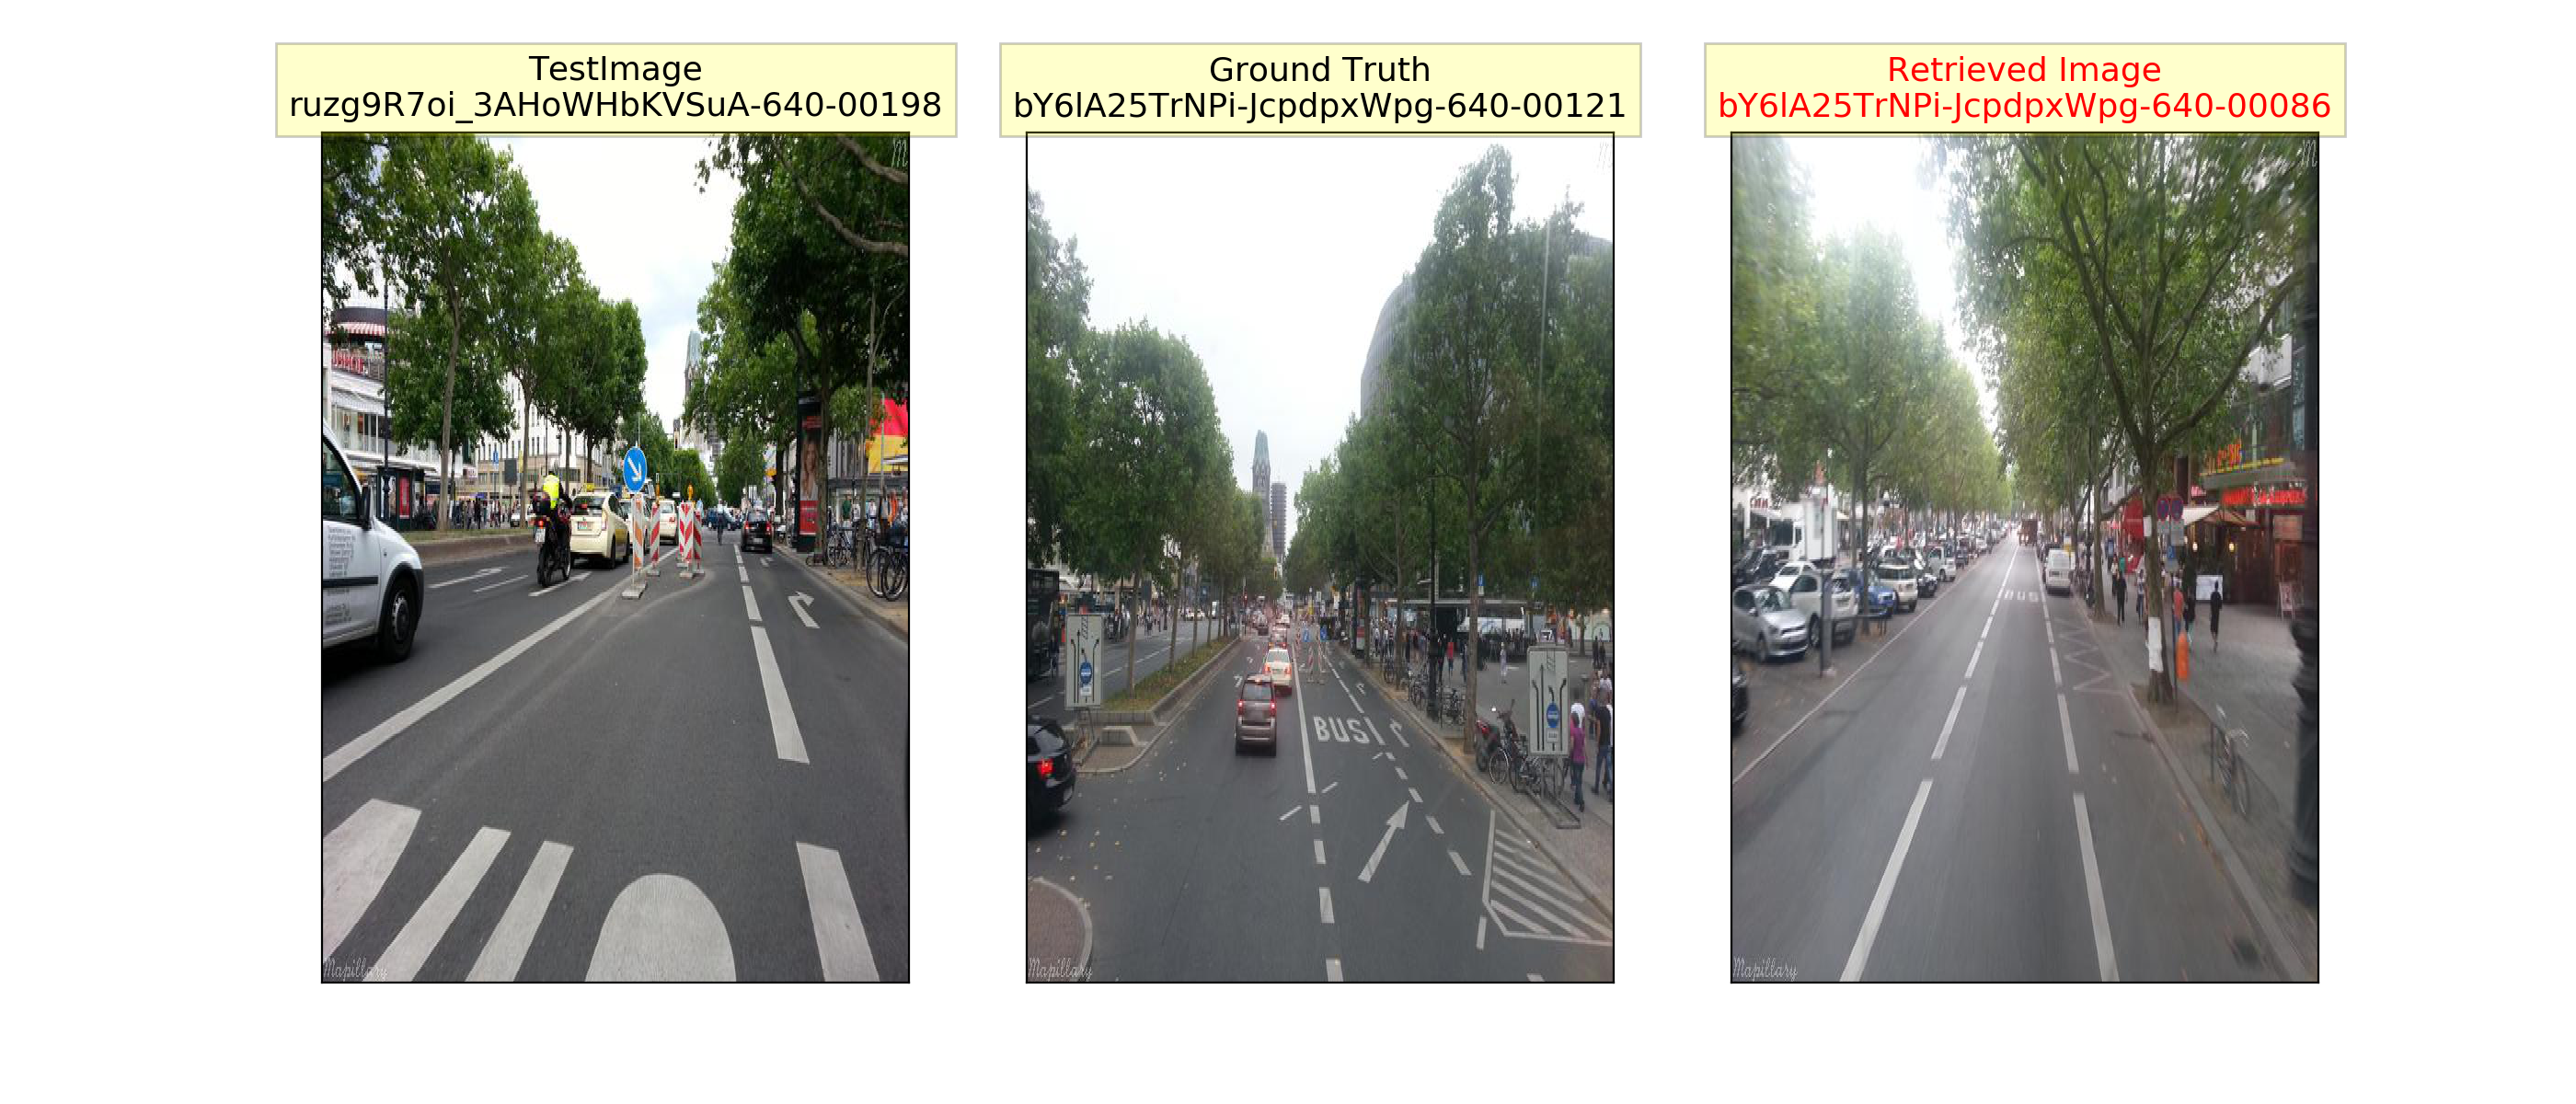 TestImage
ruzg9R7oi_3AHoWHbKVSuA-640-00198
Ground Truth
bY6lA25TrNPi-JcpdpxWpg-640-00121
Retrieved Image
bY6lA25TrNPi-JcpdpxWpg-640-00086
M
BUS
BUS
Mapillary
Mapillary
Mapillary